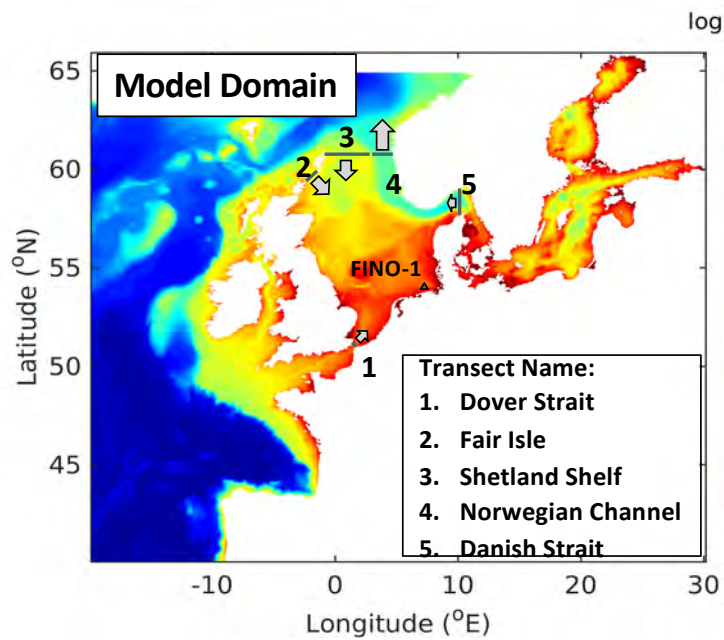 log
Model Domain
65
60
55
50
45
Latitude (°N)
3
2
4
5
FINO-1
1
Transect Name:
1. Dover Strait
2. Fair Isle
3. Shetland Shelf
4. Norwegian Channel
5. Danish Strait
-10 0 10 20 30
Longitude (°E)